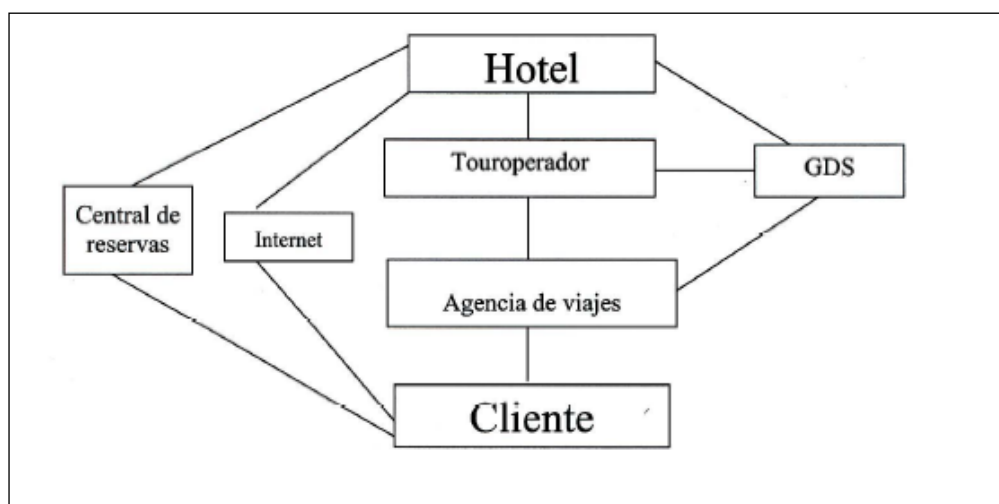 Hotel
Touroperador
GDS
Central de
reservas
Internet
Agencia de viajes
Cliente